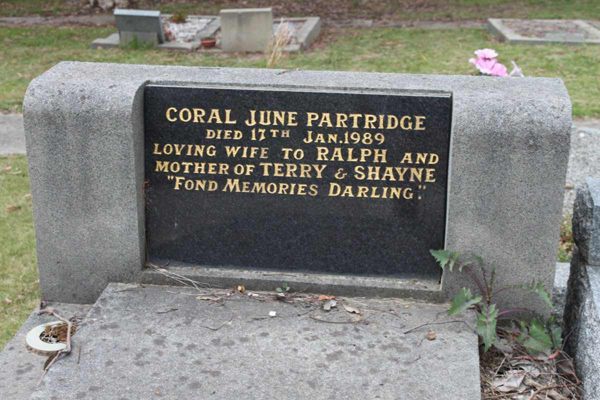 CORAL JUNE PARTRIDGE
DIED 17TH JAN. 1989
LOVING WIFE TO RALPH AND
MOTHER OF TERRY & SHAYNE
"FOND MEMORIES DARLING."